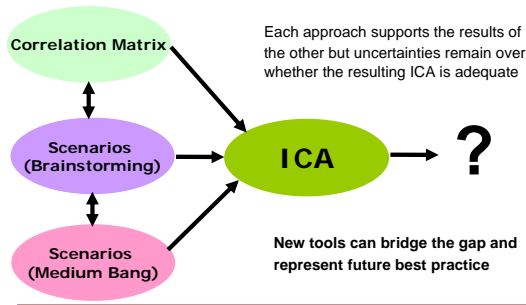 Correlation Matrix
Each approach supports the results of
the other but uncertainties remain over
whether the resulting ICA is adequate
Scenarios
(Brainstorming)
ICA
?
Scenarios
(Medium Bang)
New tools can bridge the gap and
represent future best practice